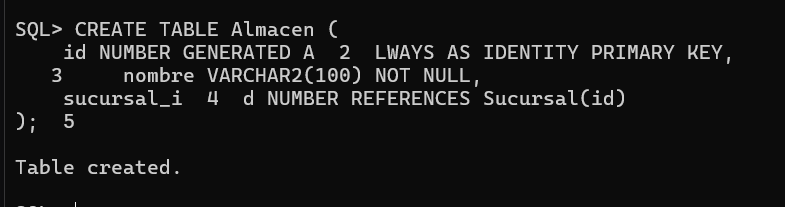 SQL> CREATE TABLE Almacen (
    id NUMBER GENERATED A  2  LWAYS AS IDENTITY PRIMARY KEY,
   3     nombre VARCHAR2(100) NOT NULL,
    sucursal_i  4  d NUMBER REFERENCES Sucursal(id)
);  5
Table created.